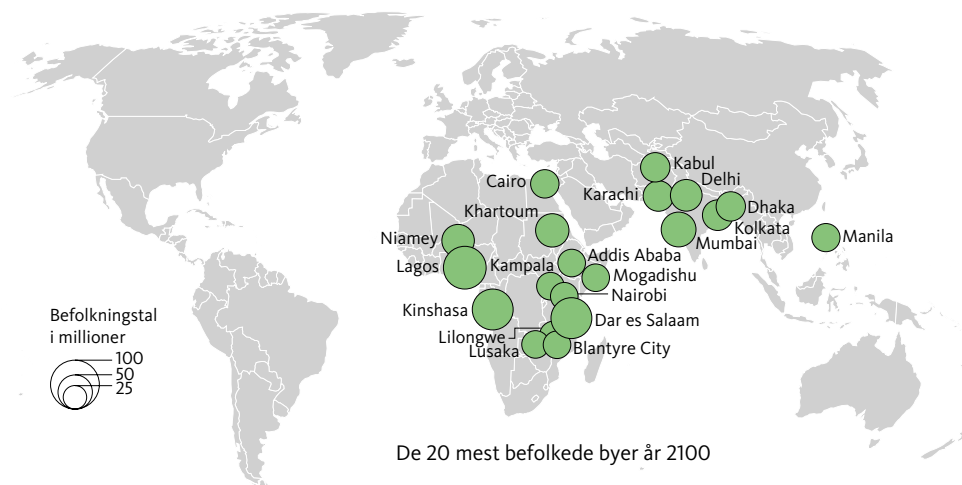 Kabul
Delhi
Cairo
Karachi
Dhaka
Khartoum
Kolkata
Niamey
Mumbai
Manila
Addis Ababa
Lagos
Kampala
Mogadishu
Nairobi
Kinshasa
Dar es Salaam
Lilongwe
Lusaka
Blantyre City
Befolkningstal
i millioner
100
50
25
De 20 mest befolkede byer år 2100